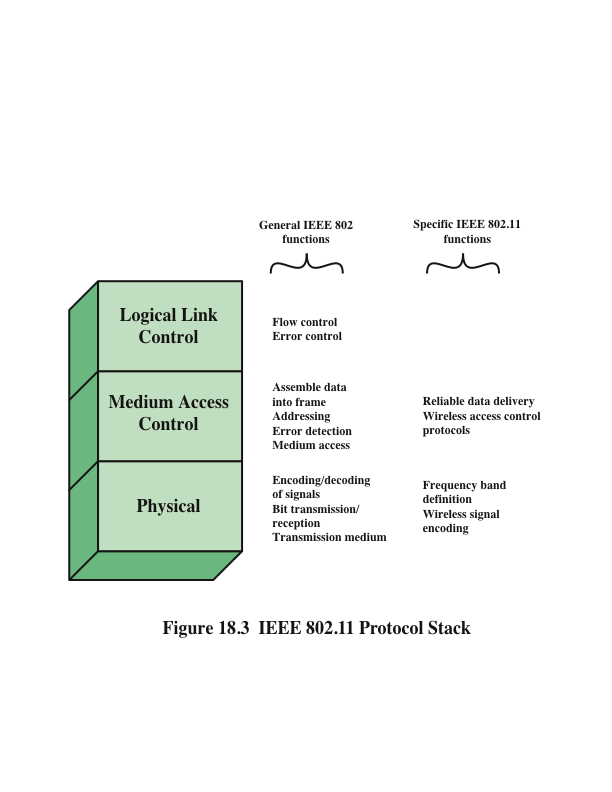 General IEEE 802
functions
Specific IEEE 802.11
functions
Logical Link
Control
Flow control
Error control
Medium Access
Control
Assemble data
into frame
Addressing
Error detection
Medium access
Reliable data delivery
Wireless access control
protocols
Physical
Encoding/decoding
of signals
Bit transmission/
reception
Transmission medium
Frequency band
definition
Wireless signal
encoding
Figure 18.3  IEEE 802.11 Protocol Stack